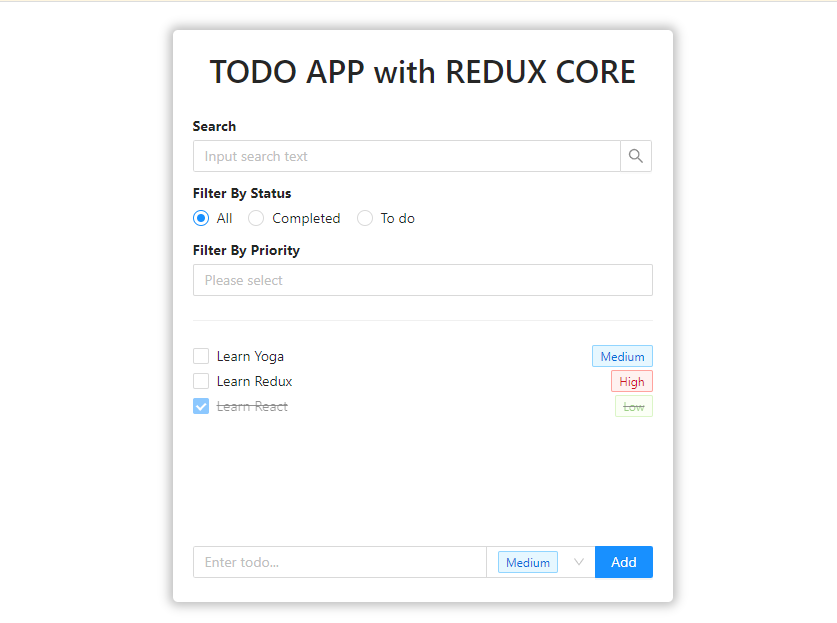 TODO APP with REDUX CORE
Search
Input search text
Filter By Status
All Completed To do
Filter By Priority
Please select
Learn Yoga Medium
Learn Redux High
Learn React Low
Enter todo... Medium Add